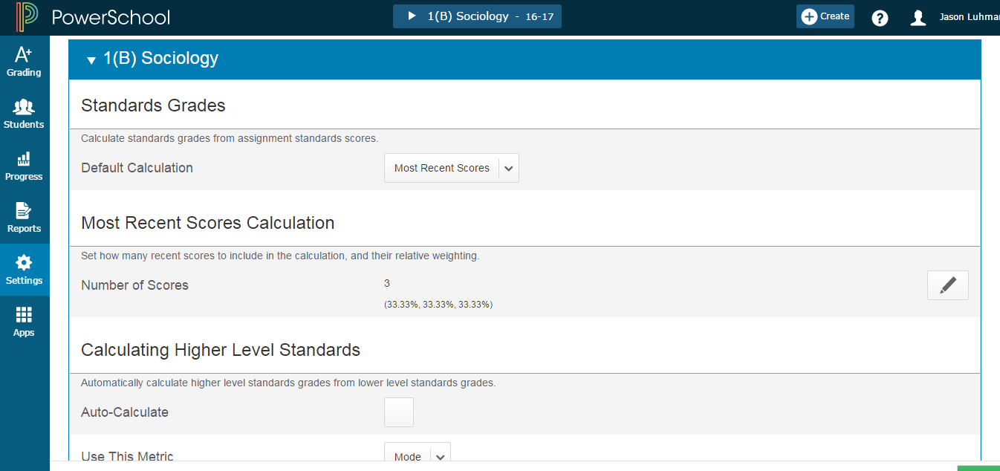 PowerSchool
1(B) Sociology - 16-17
Create
?
Jason Luhma
A+
Grading
Students
Progress
Reports
Settings
Apps
1(B) Sociology
Standards Grades
Calculate standards grades from assignment standards scores.
Default Calculation
Most Recent Scores
Most Recent Scores Calculation
Set how many recent scores to include in the calculation, and their relative weighting.
Number of Scores
3
(33.33%, 33.33%, 33.33%)
Calculating Higher Level Standards
Automatically calculate higher level standards grades from lower level standards grades.
Auto-Calculate
Use This Metric
Mode